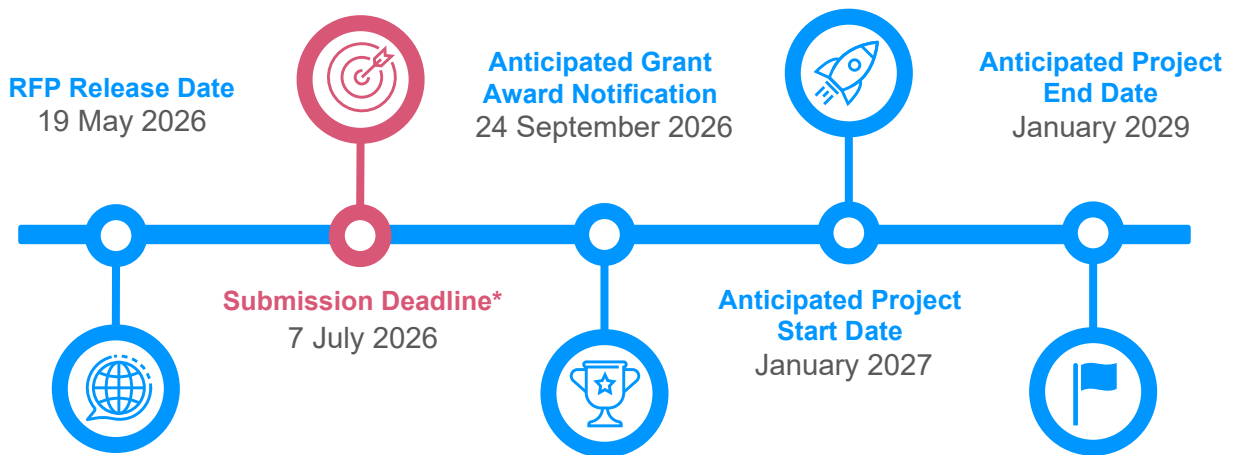 RFP Release Date
19 May 2026
Submission Deadline*
7 July 2026
Anticipated Grant
Award Notification
24 September 2026
Anticipated Project
Start Date
January 2027
Anticipated Project
End Date
January 2029